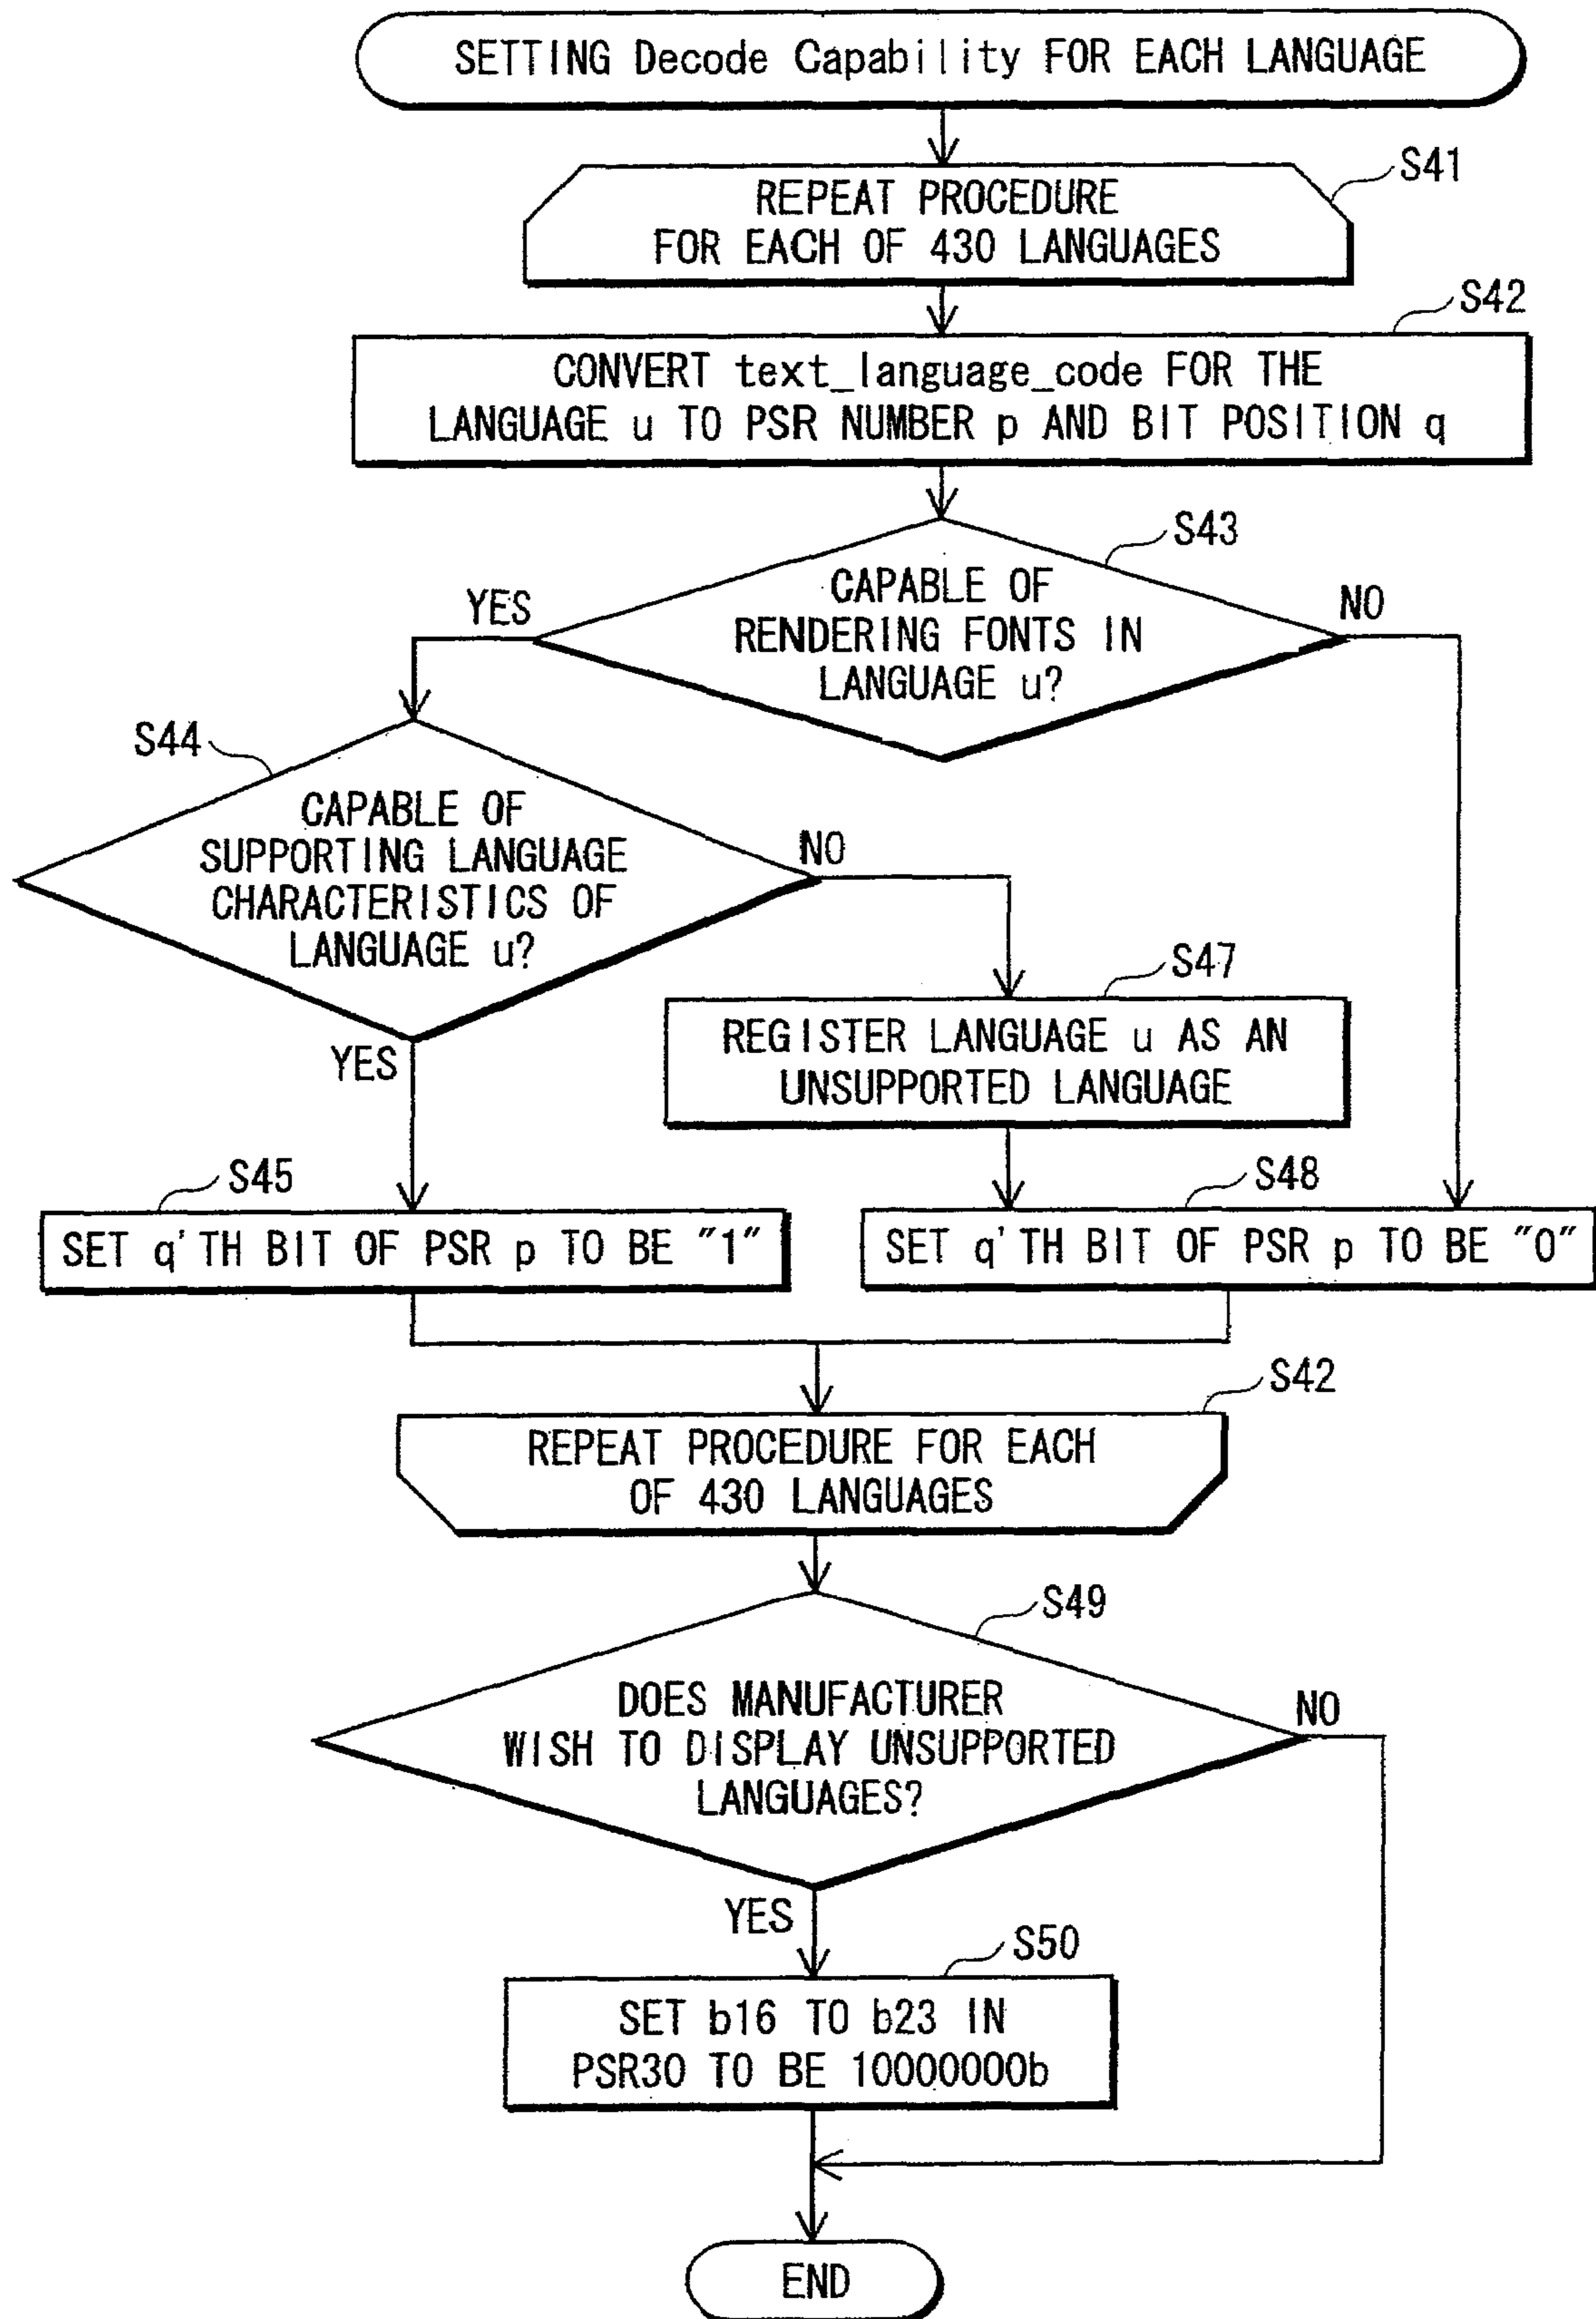 SETTING Decode Capability FOR EACH LANGUAGE
S41
REPEAT PROCEDURE
FOR EACH OF 430 LANGUAGES
S42
CONVERT text_language_code FOR THE
LANGUAGE u TO PSR NUMBER p AND BIT POSITION q
S43
CAPABLE OF
RENDERING FONTS IN
LANGUAGE u?
YES
NO
S44
CAPABLE OF
SUPPORTING LANGUAGE
CHARACTERISTICS OF
LANGUAGE u?
NO
YES
S47
REGISTER LANGUAGE u AS AN
UNSUPPORTED LANGUAGE
S45
SET q'TH BIT OF PSR p TO BE "1"
S48
SET q'TH BIT OF PSR p TO BE "0"
S42
REPEAT PROCEDURE FOR EACH
OF 430 LANGUAGES
S49
DOES MANUFACTURER
WISH TO DISPLAY UNSUPPORTED
LANGUAGES?
NO
YES
S50
SET b16 TO b23 IN
PSR30 TO BE 10000000b
END